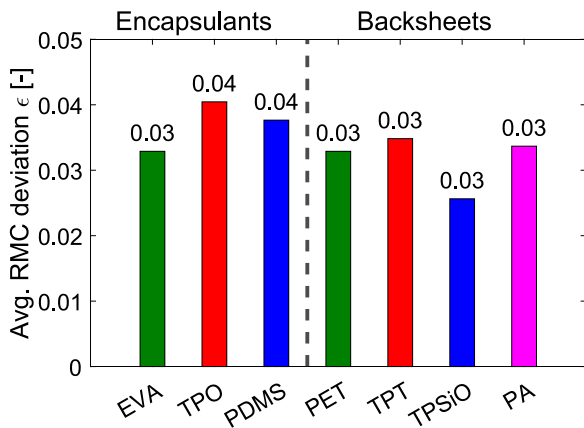 Encapsulants Backsheets
Avg. RMC deviation ϵ [-]
0.05
0.04
0.03
0.02
0.01
0
0.03
0.04
0.04
0.03
0.03
0.03
0.03
EVA
TPO
PDMS
PET
TPT
TPSiO
PA